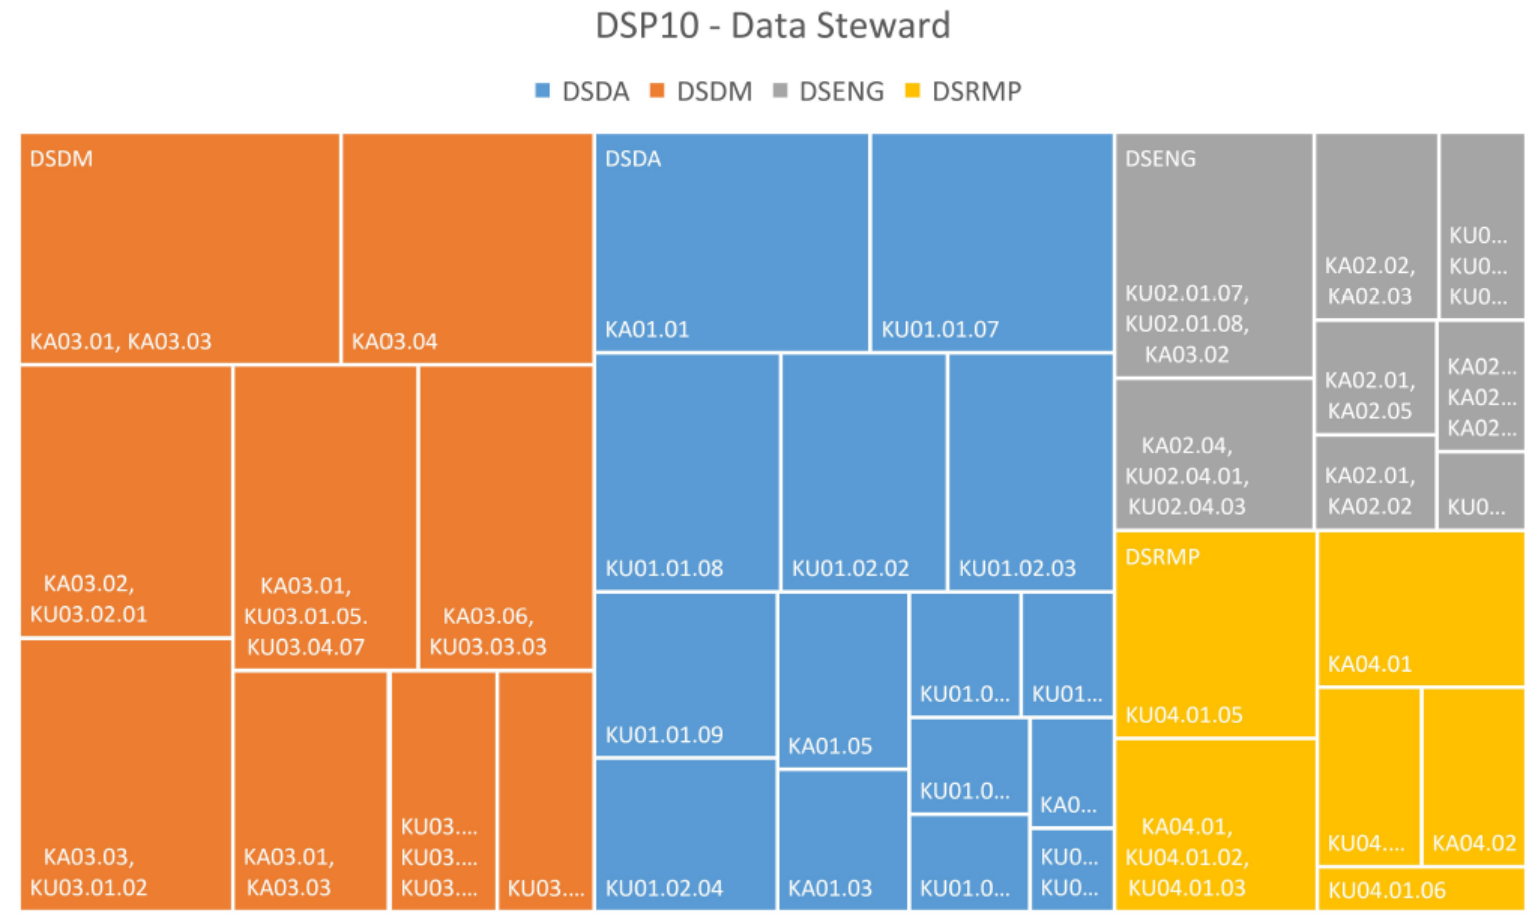 DSP10 - Data Steward
DSDA DSDM DSENG DSRMP
DSDM
KA03.01, KA03.03
KA03.04
KA03.02,
KU03.02.01
KA03.01,
KU03.01.05.
KU03.04.07
KA03.06,
KU03.03.03
KA03.03,
KU03.01.02
KA03.01,
KA03.03
KU03....
KU03....
KU03....
KU03....
DSDA
KA01.01
KU01.01.07
KU01.01.08
KU01.02.02
KU01.02.03
KU01.01.09
KA01.05
KU01.0...
KU01...
KU01.0...
KA0...
KU01.02.04
KA01.03
KU01.0...
KU0...
KU0...
DSENG
KU02.01.07,
KU02.01.08,
KA03.02
KA02.02,
KA02.03
KU0...
KU0...
KU0...
KA02.04,
KU02.04.01,
KU02.04.03
KA02.01,
KA02.05
KA02...
KA02...
KA02...
KA02.01,
KA02.02
KU0...
DSRMP
KU04.01.05
KA04.01
KA04.01,
KU04.01.02,
KU04.01.03
KU04....
KA04.02
KU04.01.06